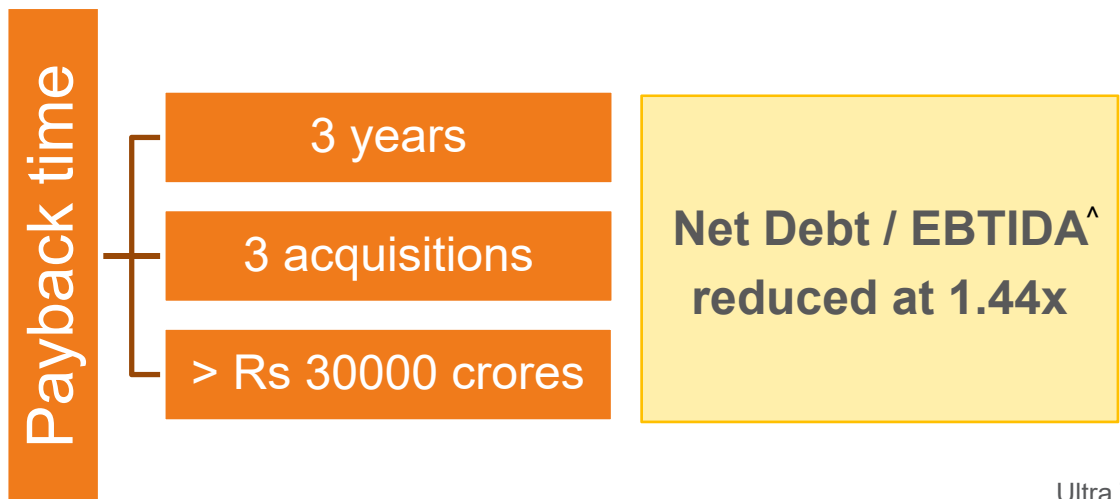 Payback time
3 years
3 acquisitions
> Rs 30000 crores
Net Debt / EBTIDA^
reduced at 1.44x
Ultra